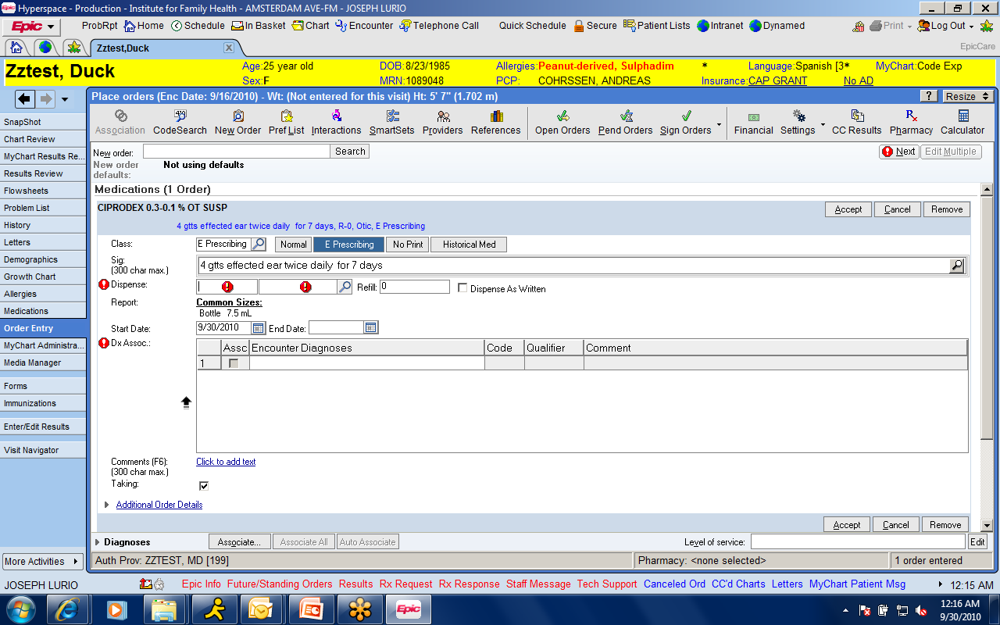 Hyperspace - Production - Institute for Family Health - AMSTERDAM AVE-FM - JOSEPH LURIO
Epic ProbRpt Home Schedule In Basket Chart Encounter Telephone Call Quick Schedule Secure Patient Lists Intranet Dynamed Print Log Out
Zztest,Duck X EpicCare
Zztest, Duck
Age:25 year old DOB:8/23/1985 Allergies:Peanut-derived, Sulphadim * Language:Spanish [3* MyChart:Code Exp
Sex:F MRN:1089048 PCP: COHRSSEN, ANDREAS Insurance:CAP GRANT No AD
Place orders (Enc Date: 9/16/2010) - Wt: (Not entered for this visit) Ht: 5' 7" (1.702 m) ? Resize
SnapShot
Chart Review
MyChart Results Re...
Results Review
Flowsheets
Problem List
History
Letters
Demographics
Growth Chart
Allergies
Medications
Order Entry
MyChart Administra...
Media Manager
Forms
Immunizations
Enter/Edit Results
Visit Navigator
More Activities
JOSEPH LURIO
Association CodeSearch New Order Pref List Interactions SmartSets Providers References Open Orders Pend Orders Sign Orders Financial Settings CC Results Pharmacy Calculator
New order: Search Next Edit Multiple
New order defaults: Not using defaults
Medications (1 Order)
CIPRODEX 0.3-0.1 % OT SUSP Accept Cancel Remove
4 gtts effected ear twice daily for 7 days, R-0, Otic, E Prescribing
Class: E Prescribing Normal E Prescribing No Print Historical Med
Sig:
(300 char max.) 4 gtts effected ear twice daily for 7 days
Dispense: Refill: 0 Dispense As Written
Report: Common Sizes:
Bottle 7.5 mL
Start Date: 9/30/2010 End Date:
Dx Assoc.: Assc Encounter Diagnoses Code Qualifier Comment
1
Comments (F6): Click to add text
(300 char max.)
Taking:
Additional Order Details
Accept Cancel Remove
Diagnoses Associate... Associate All Auto Associate Level of service: Edit
Auth Prov: ZZTEST, MD [199] Pharmacy: <none selected> 1 order entered
Epic Info Future/Standing Orders Results Rx Request Rx Response Staff Message Tech Support Canceled Ord CC'd Charts Letters MyChart Patient Msg 12:15 AM
Epic
12:16 AM
9/30/2010